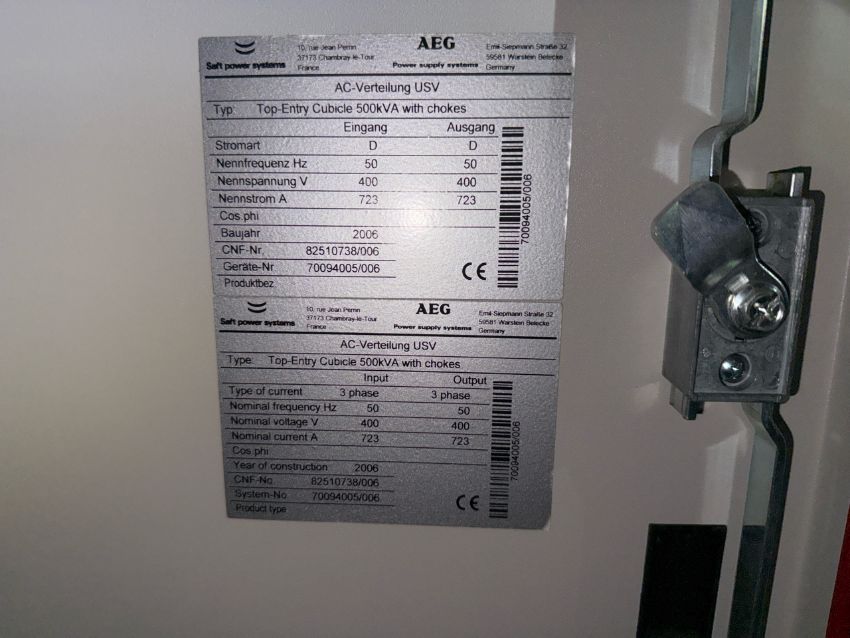 Saft power systems
10, rue Jean Perrin
37173 Chambray-le-Tour
France
AEG
Power supply systems
Emil-Siepmann Straße 32
59581 Warstein Belecke
Germany
AC-Verteilung USV
Typ: Top-Entry Cubicle 500kVA with chokes
Eingang Ausgang
Stromart D D
Nennfrequenz Hz 50 50
Nennspannung V 400 400
Nennstrom A 723 723
Cos.phi
Baujahr 2006
CNF-Nr. 82510738/006
Geräte-Nr. 70094005/006
Produktbez
CE
70094005/006
Saft power systems
10, rue Jean Perrin
37173 Chambray-le-Tour
France
AEG
Power supply systems
Emil-Siepmann Straße 32
59581 Warstein Belecke
Germany
AC-Verteilung USV
Type: Top-Entry Cubicle 500kVA with chokes
Input Output
Type of current 3 phase 3 phase
Nominal frequency Hz 50 50
Nominal voltage V 400 400
Nominal current A 723 723
Cos.phi
Year of construction 2006
CNF-No. 82510738/006
System-No 70094005/006
Product type
CE
70094005/006